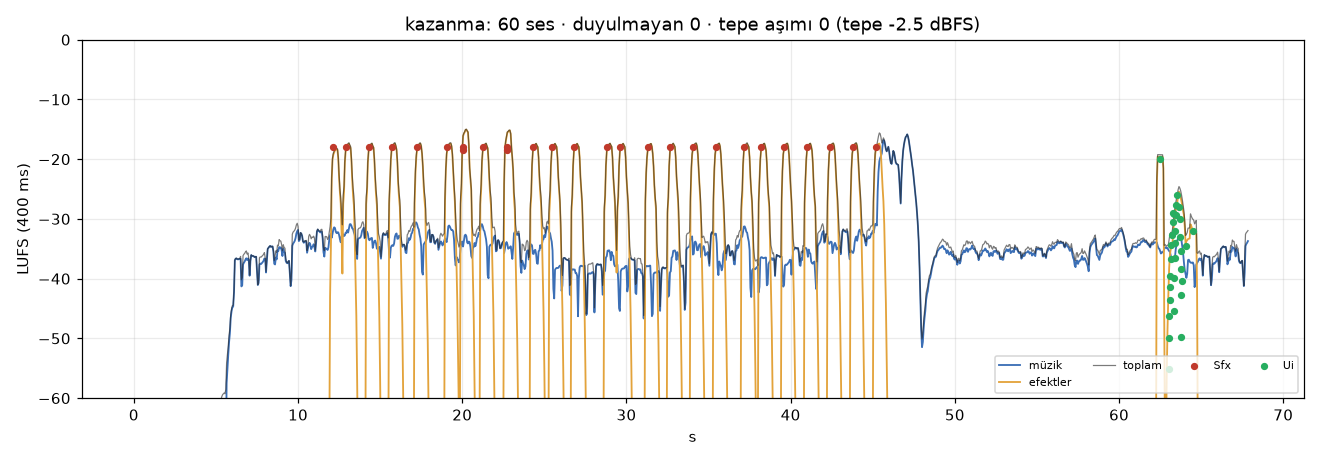 kazanma: 60 ses · duyulmayan 0 · tepe aşımı 0 (tepe -2.5 dBFS)
0
−10
−20
−30
−40
−50
−60
LUFS (400 ms)
0 10 20 30 40 50 60 70
s
müzik toplam Sfx Ui
efektler